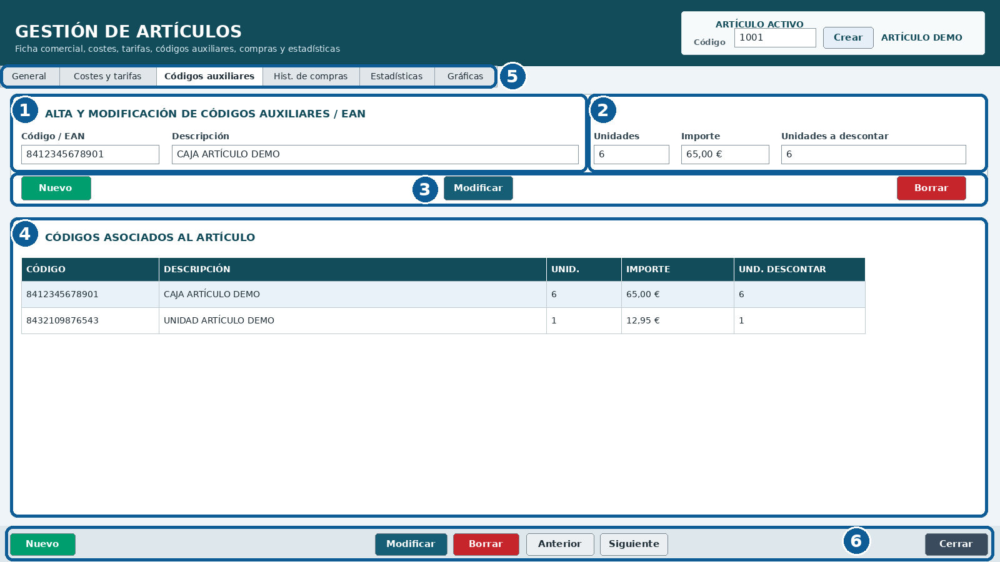 GESTIÓN DE ARTÍCULOS
Ficha comercial, costes, tarifas, códigos auxiliares, compras y estadísticas
ARTÍCULO ACTIVO
Código 1001 Crear ARTÍCULO DEMO
General Costes y tarifas Códigos auxiliares Hist. de compras Estadísticas Gráficas 5
1 ALTA Y MODIFICACIÓN DE CÓDIGOS AUXILIARES / EAN 2
Código / EAN Descripción Unidades Importe Unidades a descontar
8412345678901 CAJA ARTÍCULO DEMO 6 65,00 € 6
Nuevo 3 Modificar Borrar
4 CÓDIGOS ASOCIADOS AL ARTÍCULO
CÓDIGO DESCRIPCIÓN UNID. IMPORTE UND. DESCONTAR
8412345678901 CAJA ARTÍCULO DEMO 6 65,00 € 6
8432109876543 UNIDAD ARTÍCULO DEMO 1 12,95 € 1
Nuevo Modificar Borrar Anterior Siguiente 6 Cerrar